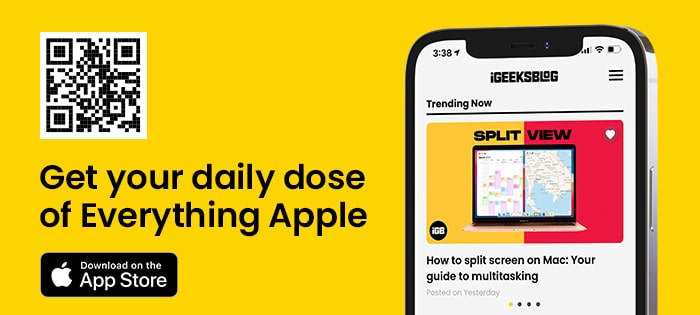 Get your daily dose
of Everything Apple
Download on the
App Store
3:38
iGEEKSBLOG
Trending Now
SPLIT VIEW
iGB
How to split screen on Mac: Your
guide to multitasking
Posted on Yesterday